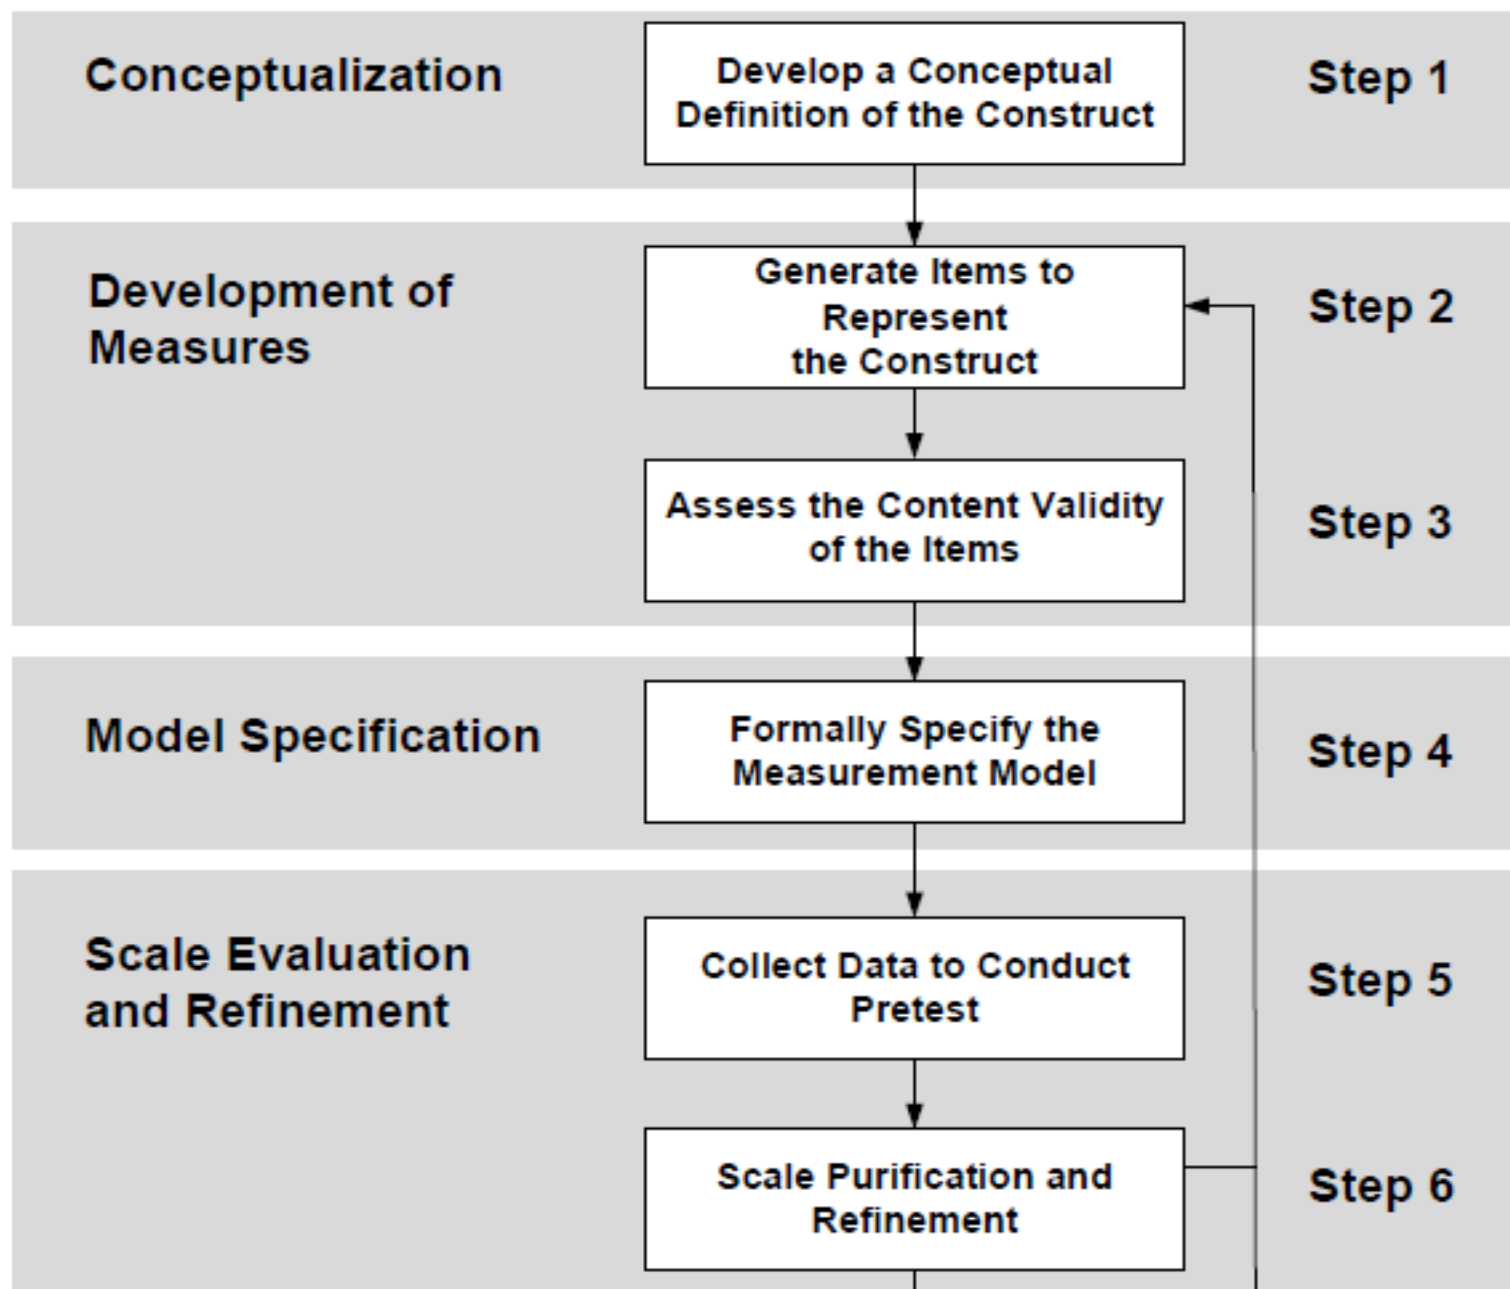 Conceptualization
Develop a Conceptual
Definition of the Construct
Step 1
Development of
Measures
Generate Items to
Represent
the Construct
Step 2
Assess the Content Validity
of the Items
Step 3
Model Specification
Formally Specify the
Measurement Model
Step 4
Scale Evaluation
and Refinement
Collect Data to Conduct
Pretest
Step 5
Scale Purification and
Refinement
Step 6